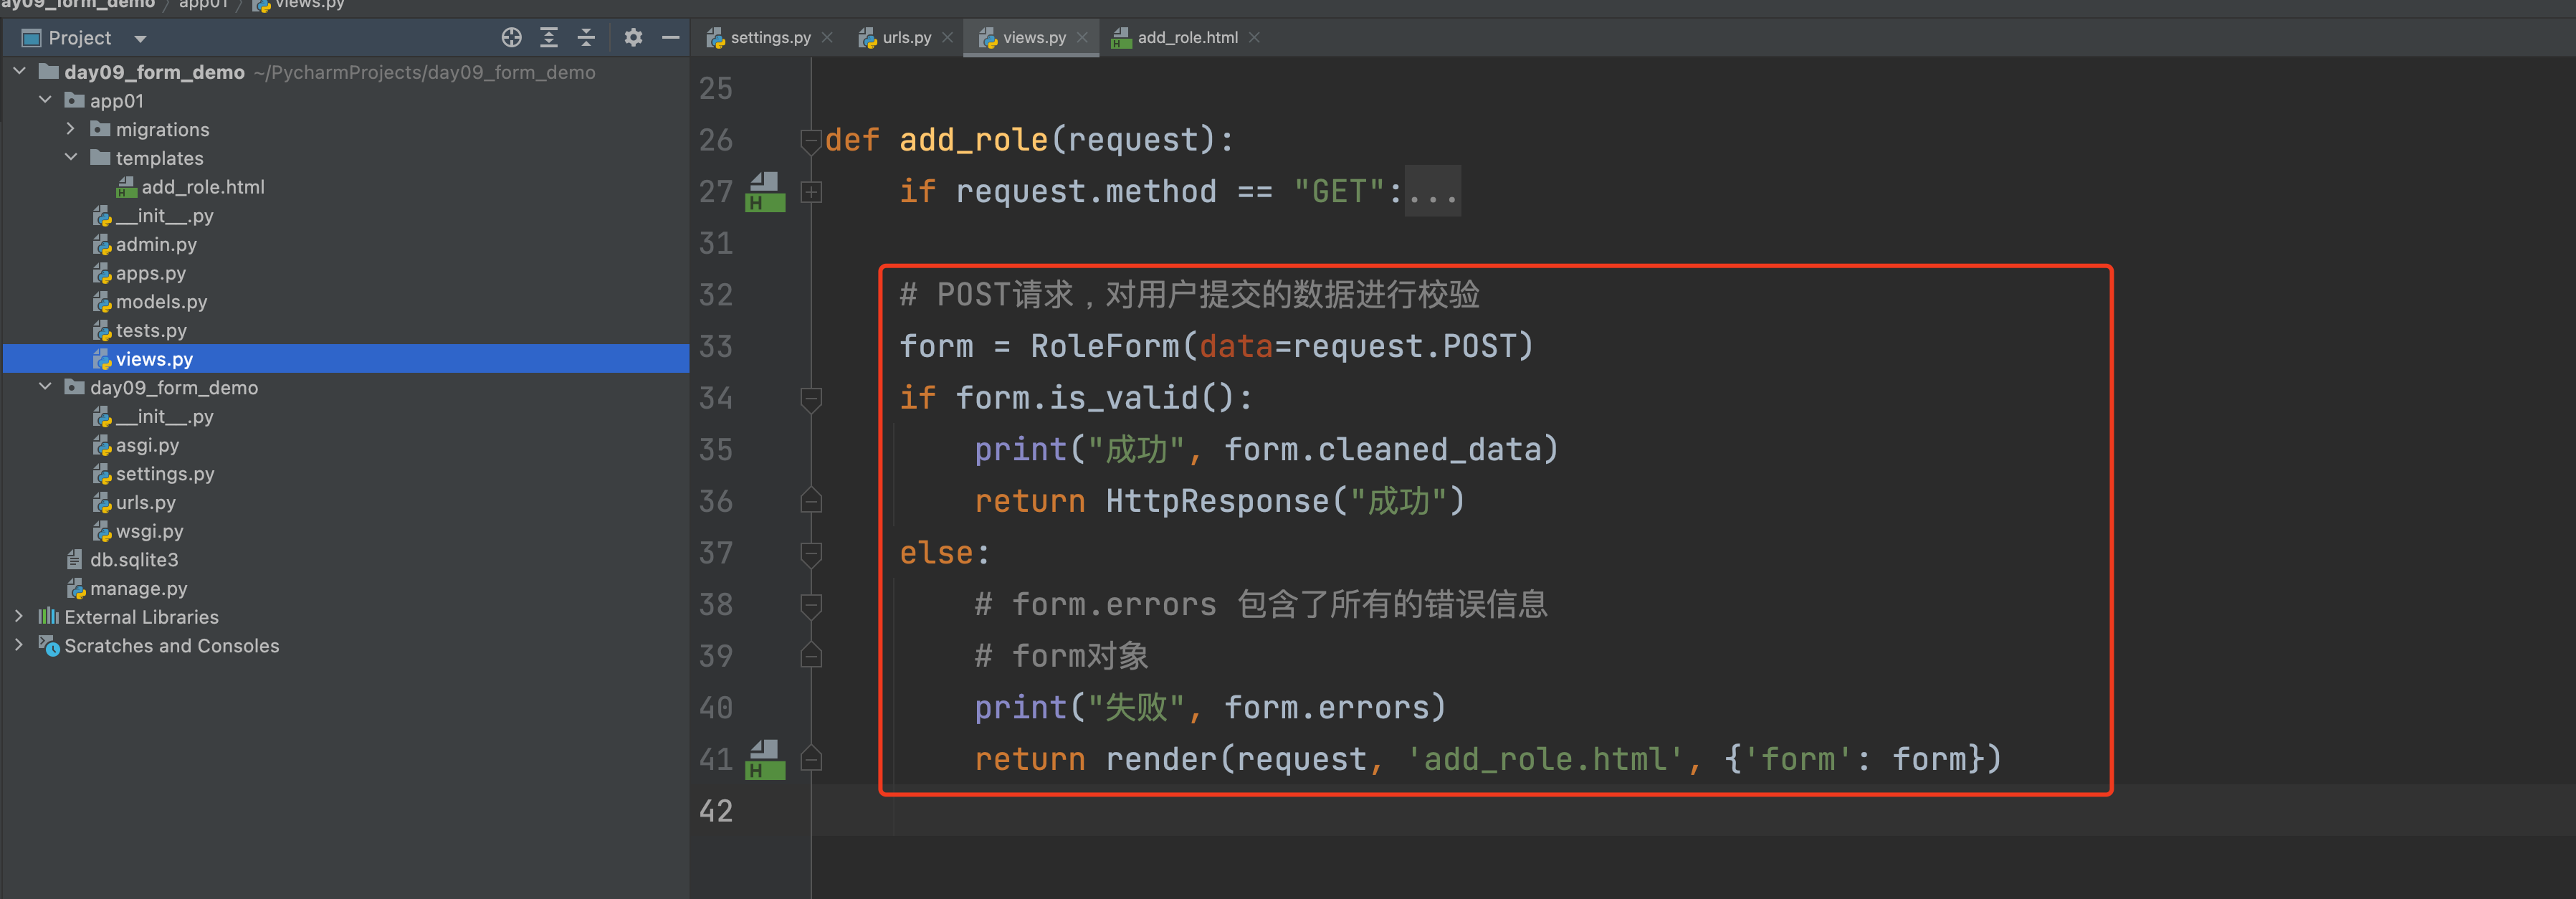 ay09_form_demo 〉 app01 〉 views.py
Project
settings.py
urls.py
views.py
add_role.html
day09_form_demo ~/PycharmProjects/day09_form_demo
app01
migrations
templates
add_role.html
__init__.py
admin.py
apps.py
models.py
tests.py
views.py
day09_form_demo
__init__.py
asgi.py
settings.py
urls.py
wsgi.py
db.sqlite3
manage.py
External Libraries
Scratches and Consoles
25
26 def add_role(request):
27 if request.method == "GET":...
31
32 # POST请求，对用户提交的数据进行校验
33 form = RoleForm(data=request.POST)
34 if form.is_valid():
35 print("成功", form.cleaned_data)
36 return HttpResponse("成功")
37 else:
38 # form.errors 包含了所有的错误信息
39 # form对象
40 print("失败", form.errors)
41 return render(request, 'add_role.html', {'form': form})
42